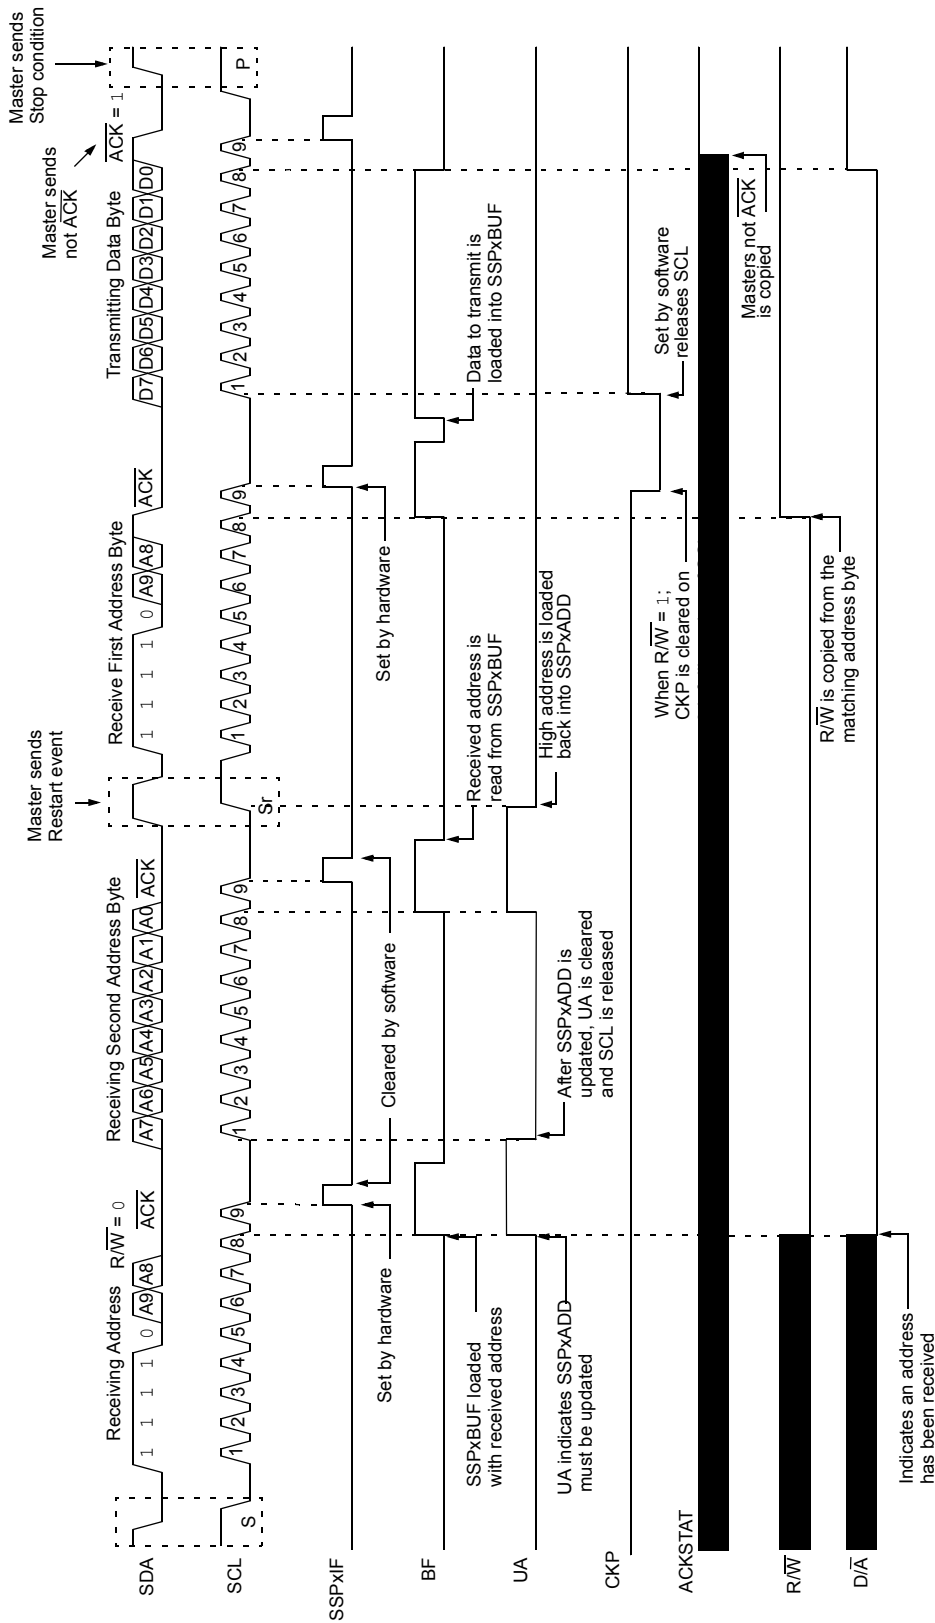 Master sends
Stop condition
Master sends
not ACK
Master sends
Restart event
Receiving Address R/W = 0
Receiving Second Address Byte
Receive First Address Byte
Transmitting Data Byte
ACK = 1
SDA
1 1 1 1 0 A9 A8 ACK
A7 A6 A5 A4 A3 A2 A1 A0 ACK
1 1 1 1 0 A9 A8 ACK
D7 D6 D5 D4 D3 D2 D1 D0
SCL
S
1 2 3 4 5 6 7 8 9
1 2 3 4 5 6 7 8 9
Sr
1 2 3 4 5 6 7 8 9
1 2 3 4 5 6 7 8 9
P
SSPxIF
Set by hardware
Cleared by software
Set by hardware
BF
SSPxBUF loaded
with received address
Received address is
read from SSPxBUF
Data to transmit is
loaded into SSPxBUF
UA
UA indicates SSPxADD
must be updated
After SSPxADD is
updated, UA is cleared
and SCL is released
High address is loaded
back into SSPxADD
CKP
When R/W = 1;
CKP is cleared on
Set by software
releases SCL
ACKSTAT
Masters not ACK
is copied
R/W
R/W is copied from the
matching address byte
D/A
Indicates an address
has been received